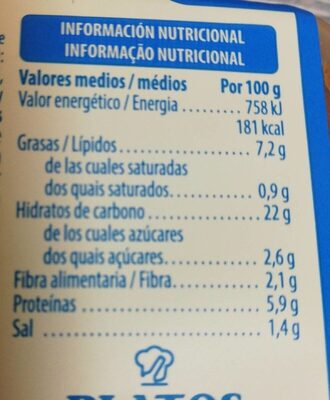 INFORMACIÓN NUTRICIONAL
INFORMAÇÃO NUTRICIONAL
Valores medios / médios Por 100 g
Valor energético / Energia ......... 758 kJ
181 kcal
Grasas / Lípidos ..................... 7,2 g
de las cuales saturadas
dos quais saturados .............. 0,9 g
Hidratos de carbono ................ 22 g
de los cuales azúcares
dos quais açúcares ............... 2,6 g
Fibra alimentaria / Fibra........... 2,1 g
Proteínas ............................. 5,9 g
Sal ..................................... 1,4 g
PLATOS